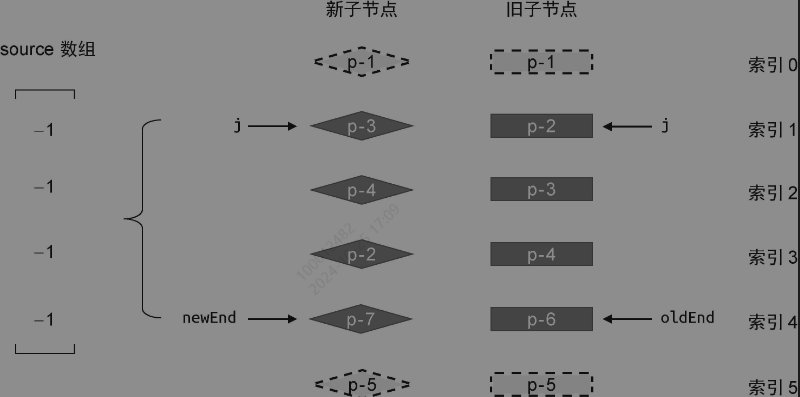 新子节点 旧子节点
source 数组
p-1 p-1 索引 0
−1 j p-3 p-2 j 索引 1
−1 p-4 p-3 索引 2
−1 p-2 p-4 索引 3
−1 newEnd p-7 p-6 oldEnd 索引 4
p-5 p-5 索引 5